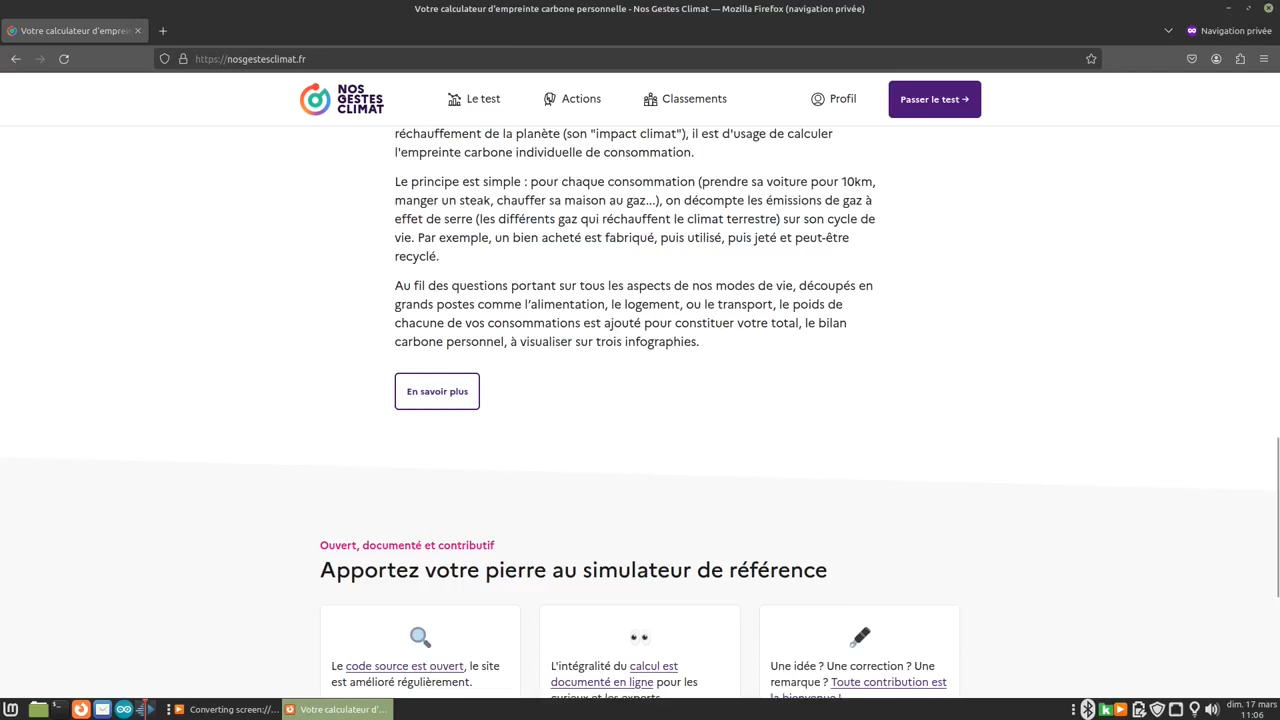 Votre calculateur d'empreinte carbone personnelle - Nos Gestes Climat — Mozilla Firefox (navigation privée)
Votre calculateur d'emprein
Navigation privée
https://nosgestesclimat.fr
NOS
GESTES
CLIMAT
Le test
Actions
Classements
Profil
Passer le test →
réchauffement de la planète (son "impact climat"), il est d'usage de calculer
l'empreinte carbone individuelle de consommation.
Le principe est simple : pour chaque consommation (prendre sa voiture pour 10km,
manger un steak, chauffer sa maison au gaz...), on décompte les émissions de gaz à
effet de serre (les différents gaz qui réchauffent le climat terrestre) sur son cycle de
vie. Par exemple, un bien acheté est fabriqué, puis utilisé, puis jeté et peut-être
recyclé.
Au fil des questions portant sur tous les aspects de nos modes de vie, découpés en
grands postes comme l’alimentation, le logement, ou le transport, le poids de
chacune de vos consommations est ajouté pour constituer votre total, le bilan
carbone personnel, à visualiser sur trois infographies.
En savoir plus
Ouvert, documenté et contributif
Apportez votre pierre au simulateur de référence
Le code source est ouvert, le site
est amélioré régulièrement.
L'intégralité du calcul est
documenté en ligne pour les
curieux et les experts
Une idée ? Une correction ? Une
remarque ? Toute contribution est
la bienvenue !
Converting screen://...
Votre calculateur d'...
dim. 17 mars
11:06